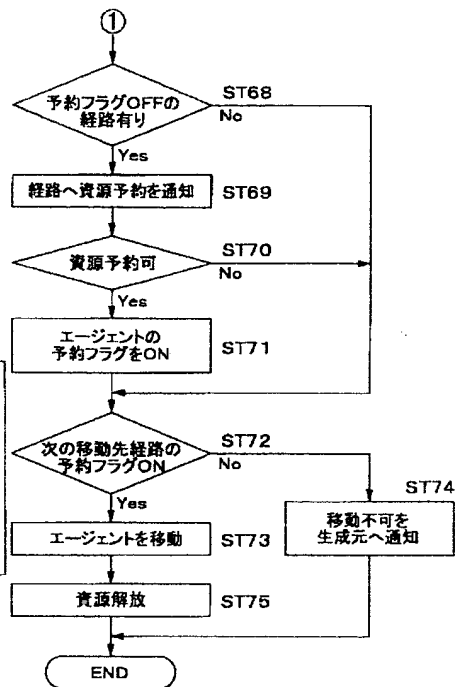 ①
予約フラグOFFの
経路有り
ST68
No
Yes
経路へ資源予約を通知
ST69
資源予約可
ST70
No
Yes
エージェントの
予約フラグをON
ST71
次の移動先経路の
予約フラグON
ST72
No
Yes
ST74
移動不可を
生成元へ通知
エージェントを移動
ST73
資源解放
ST75
END